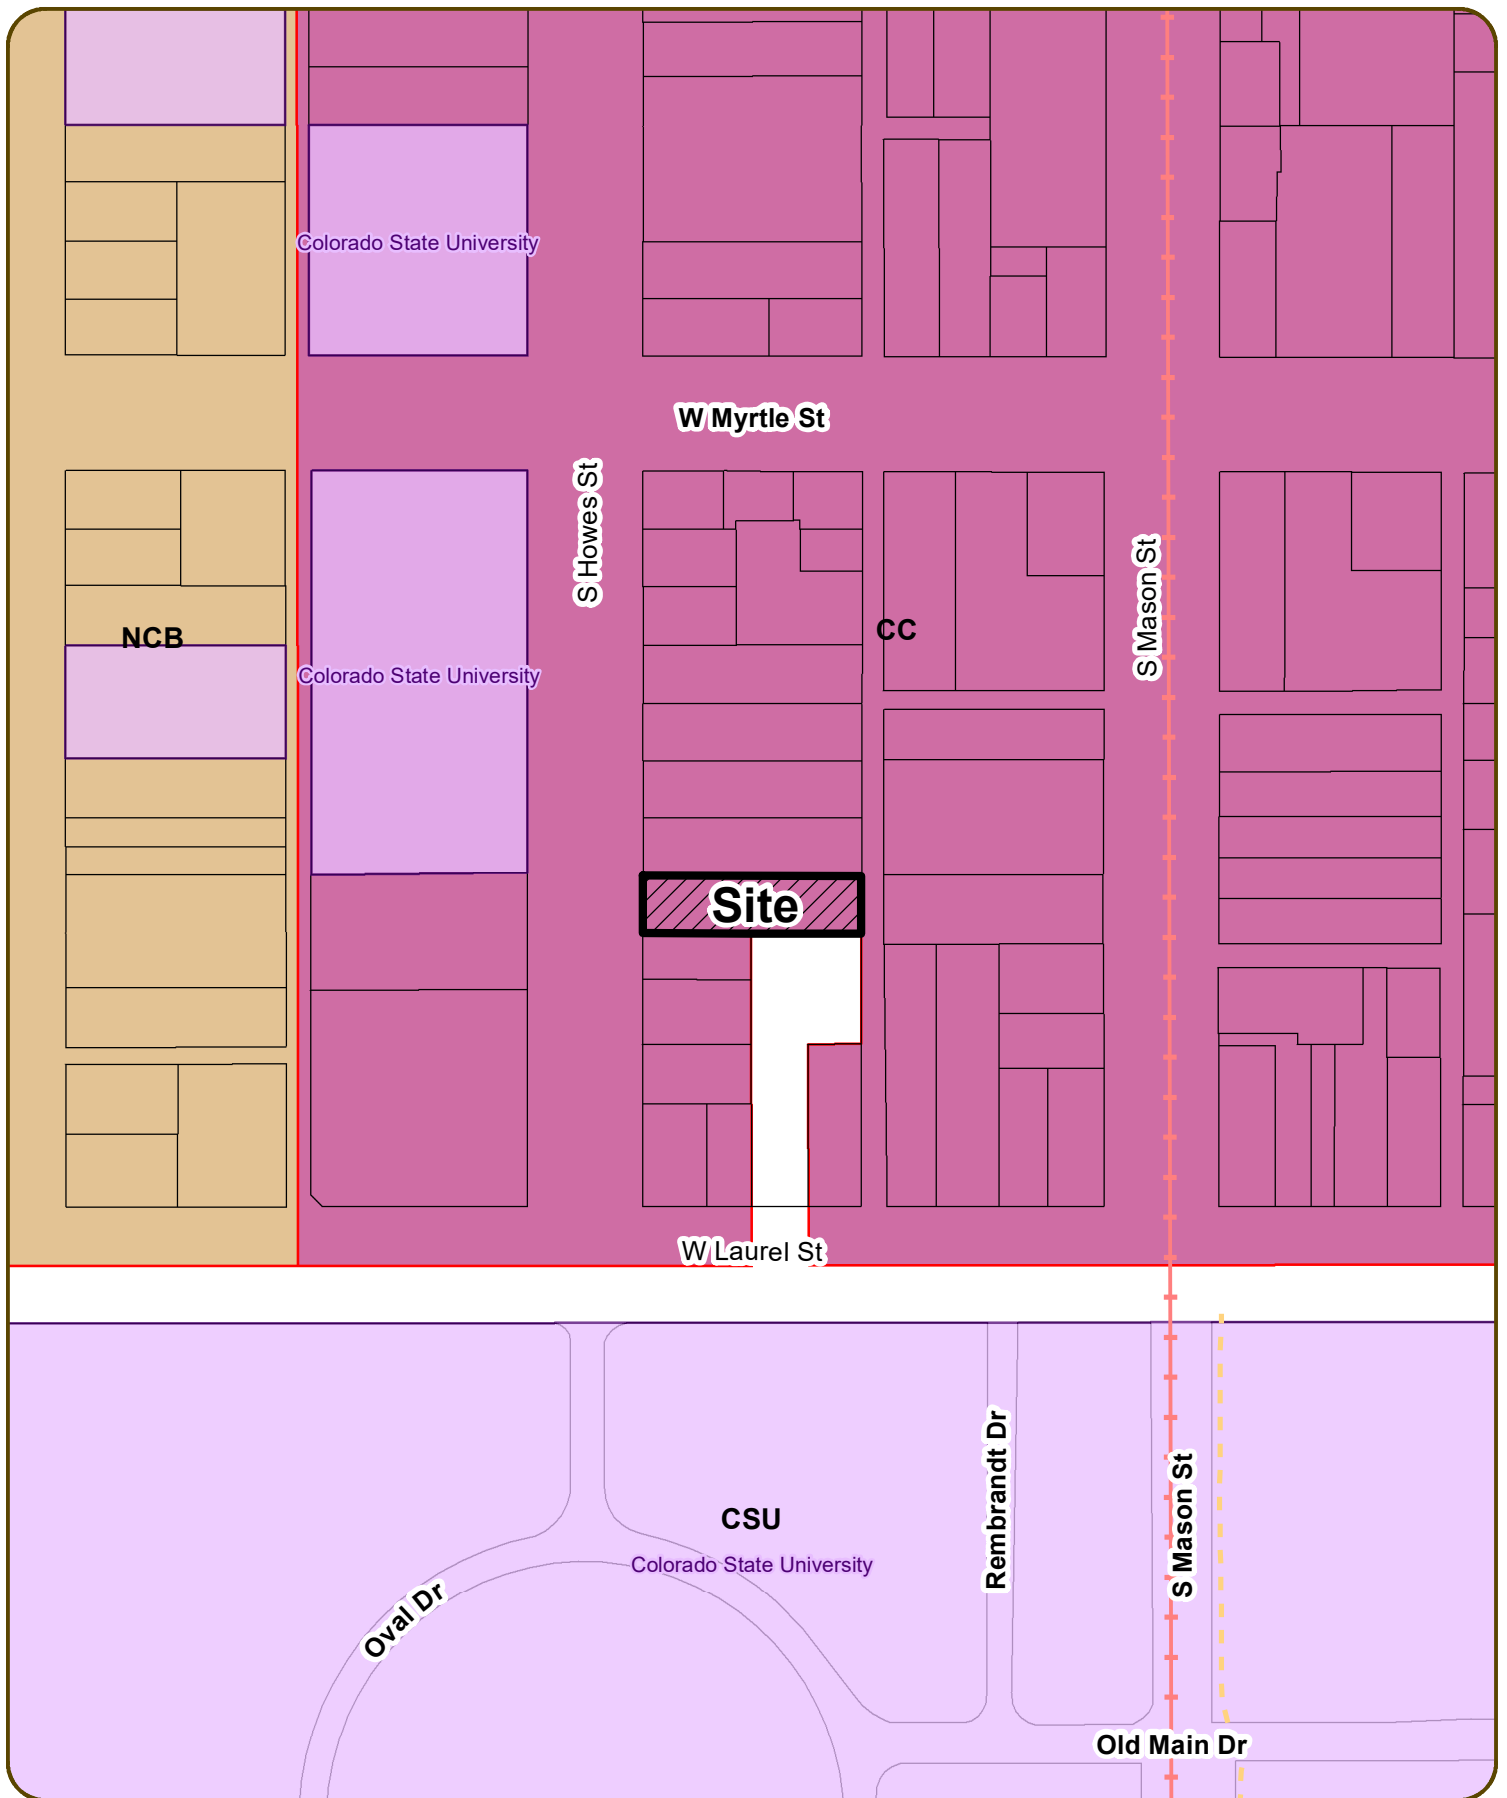 Colorado State University
W Myrtle St
S Howes St
S Mason St
NCB
CC
Colorado State University
Site
W Laurel St
Rembrandt Dr
S Mason St
CSU
Colorado State University
Oval Dr
Old Main Dr